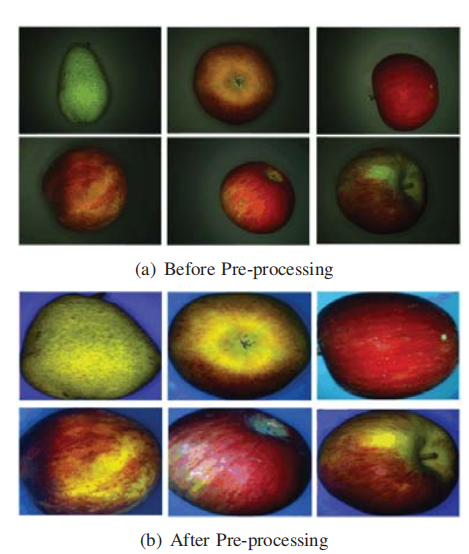 (a) Before Pre-processing
(b) After Pre-processing